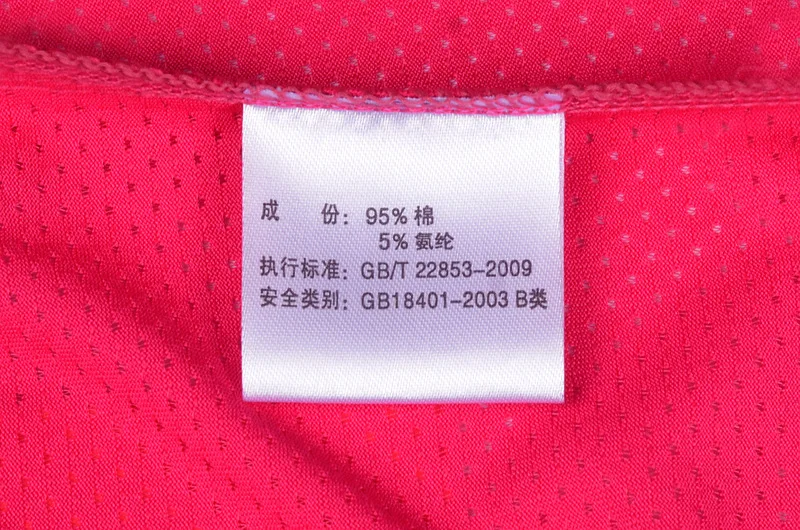 成 份：95% 棉
5% 氨纶
执行标准：GB/T 22853-2009
安全类别：GB18401-2003 B类